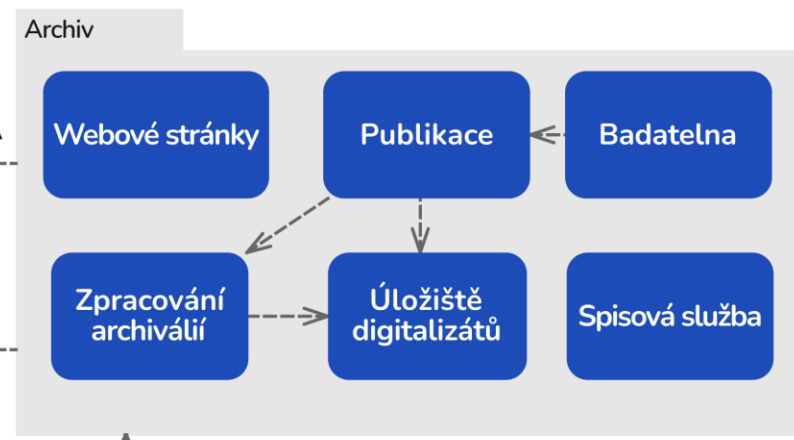 Archiv
Webové stránky
Publikace
Badatelna
Zpracování
archiválií
Úložiště
digitalizátů
Spisová služba